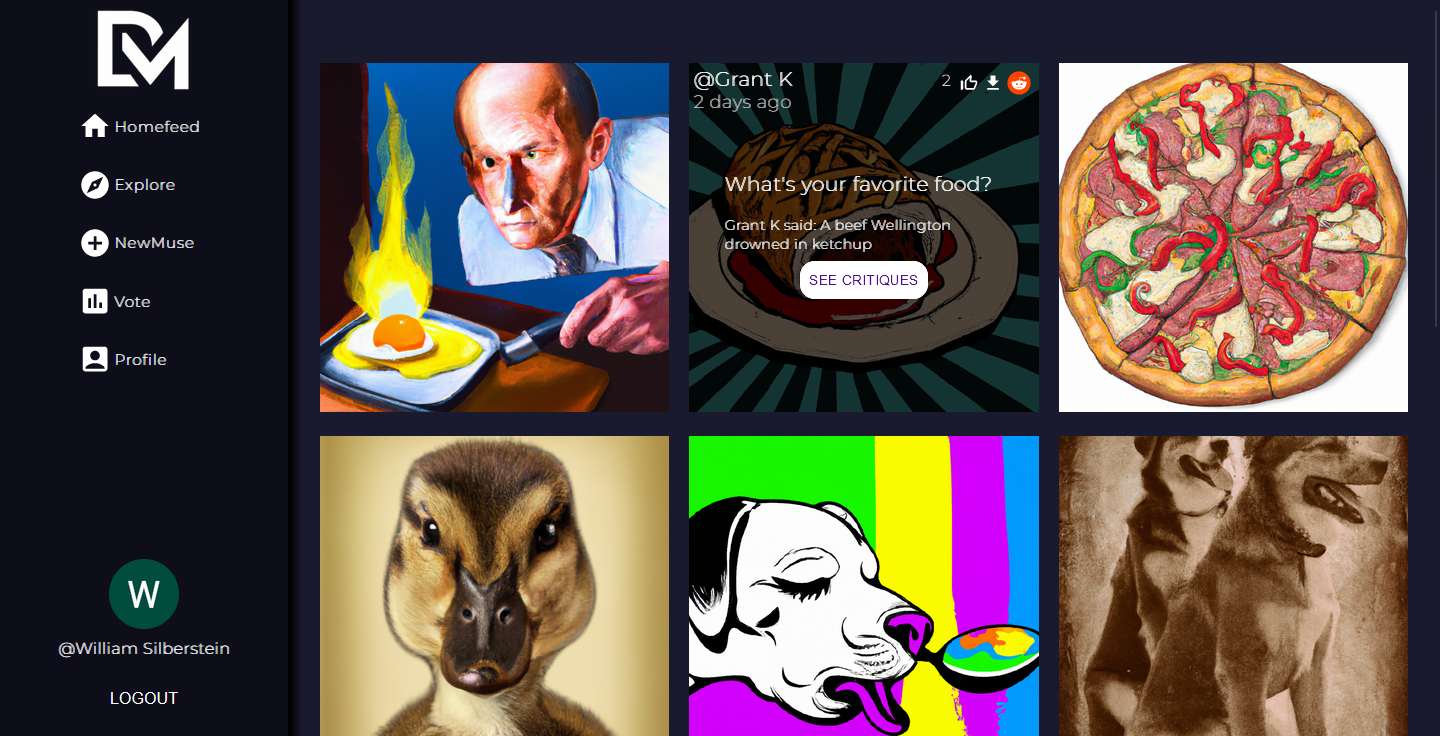 DM
Homefeed
Explore
NewMuse
Vote
Profile
W
@William Silberstein
LOGOUT
@Grant K
2
2 days ago
What's your favorite food?
Grant K said: A beef Wellington
drowned in ketchup
SEE CRITIQUES